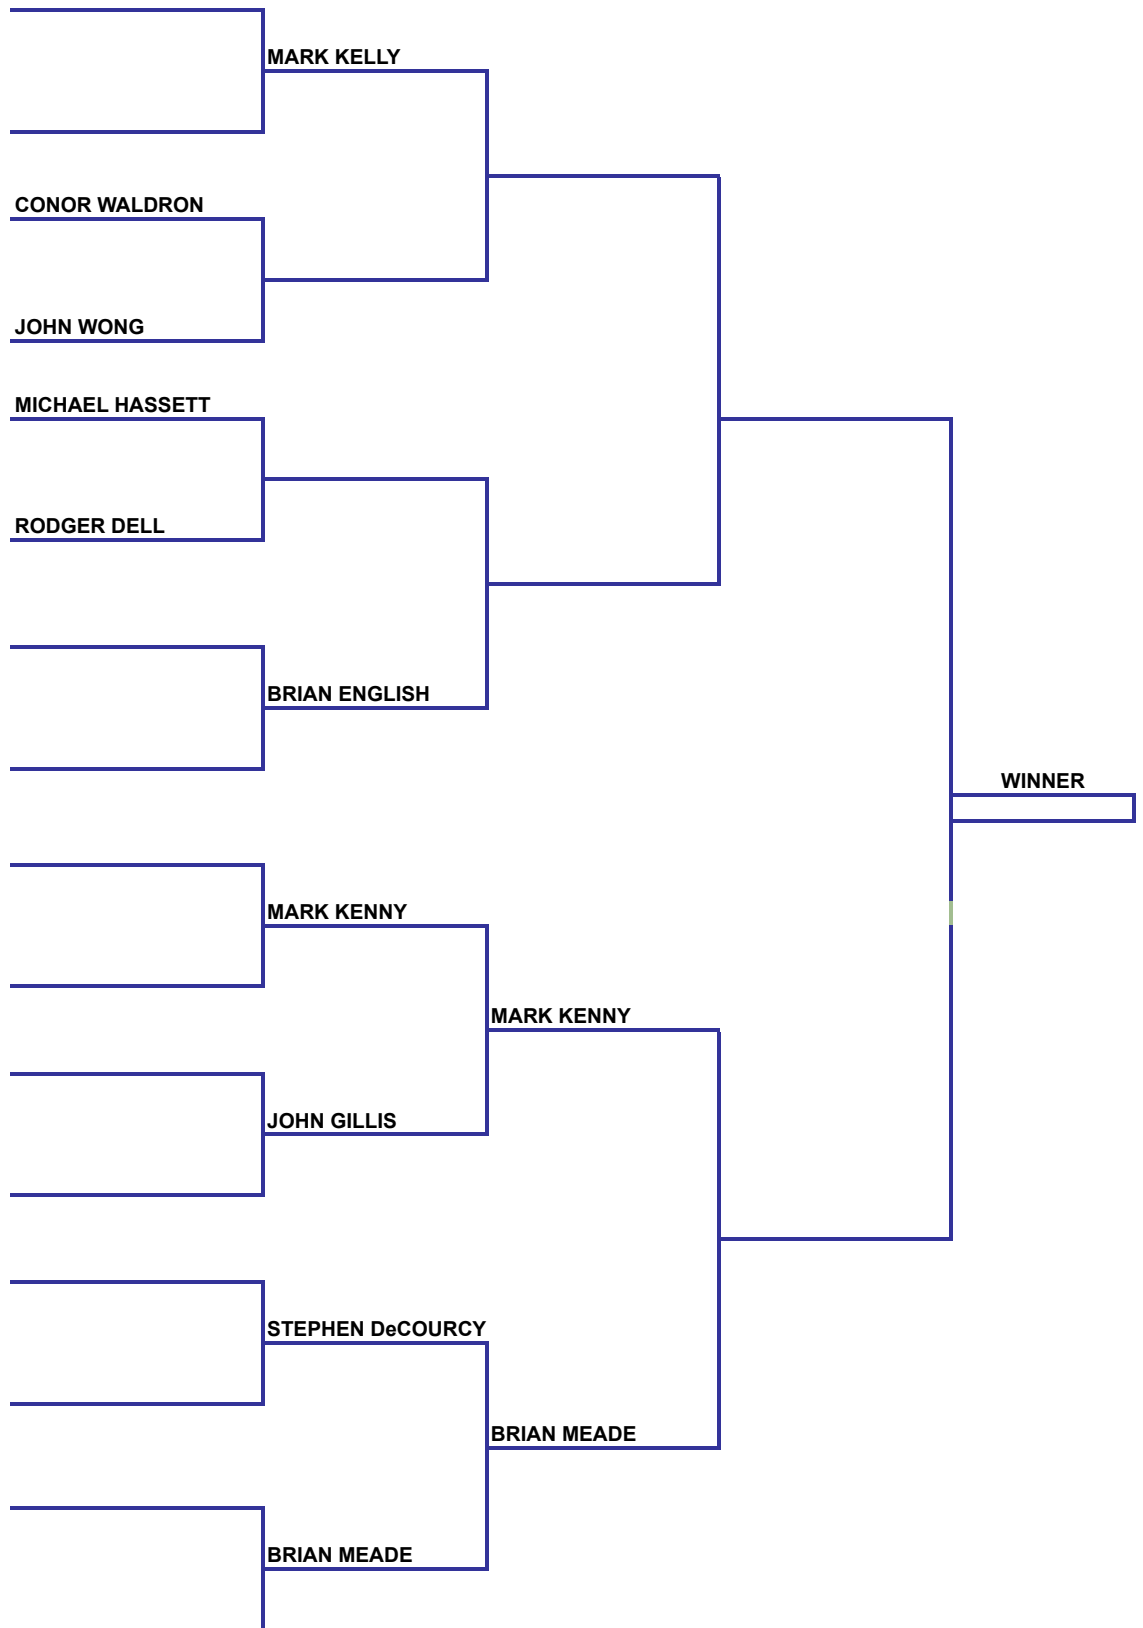 MARK KELLY
CONOR WALDRON
JOHN WONG
MICHAEL HASSETT
RODGER DELL
BRIAN ENGLISH
WINNER
MARK KENNY
MARK KENNY
JOHN GILLIS
STEPHEN DeCOURCY
BRIAN MEADE
BRIAN MEADE